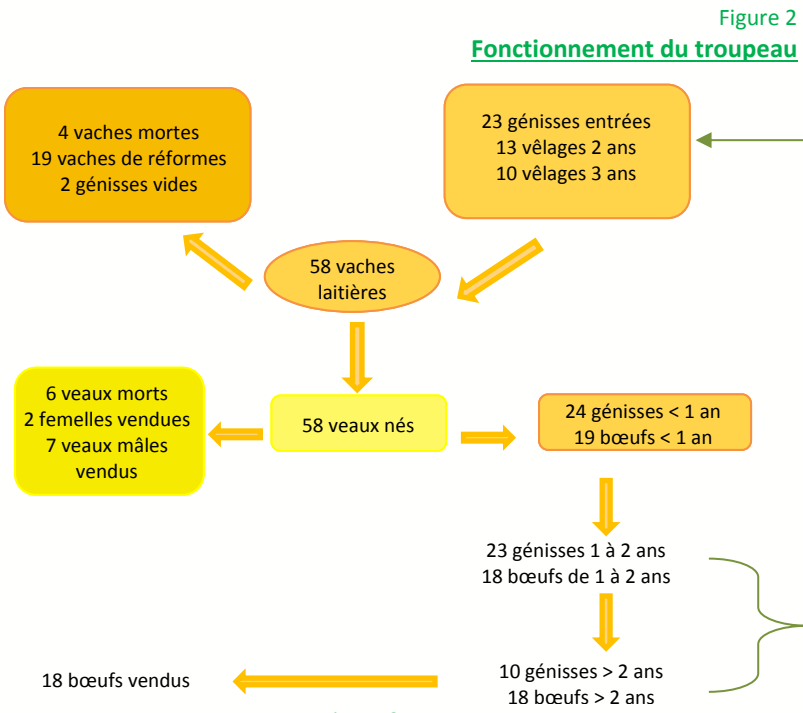 Figure 2
Fonctionnement du troupeau
4 vaches mortes
19 vaches de réformes
2 génisses vides
23 génisses entrées
13 vêlages 2 ans
10 vêlages 3 ans
58 vaches
laitières
6 veaux morts
2 femelles vendues
7 veaux mâles
vendus
58 veaux nés
24 génisses < 1 an
19 bœufs < 1 an
23 génisses 1 à 2 ans
18 bœufs de 1 à 2 ans
10 génisses > 2 ans
18 bœufs > 2 ans
18 bœufs vendus